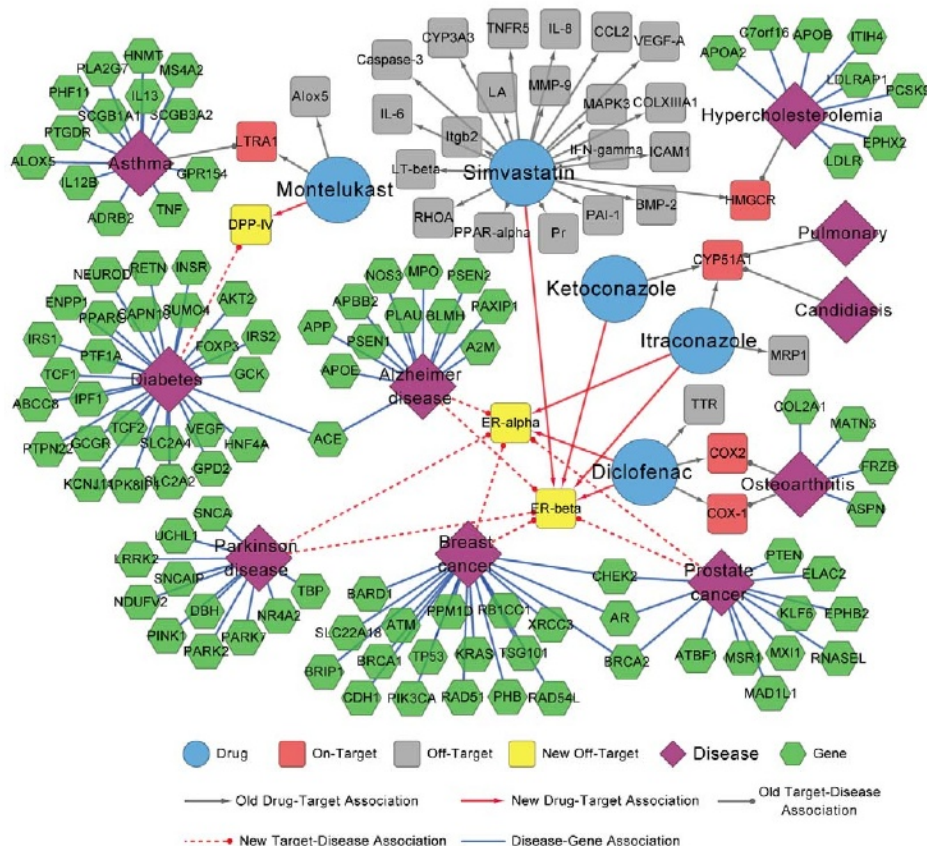 HNMT
PLA2G7
MS4A2
PHF11
IL13
SCGB1A1
SCGB3A2
PTGDR
ALOX5
Asthma
IL12B
GPR154
ADRB2
TNF
LTRA1
Alox5
Montelukast
DPP-IV
Caspase-3
CYP3A3
TNFR5
IL-8
CCL2
VEGF-A
LA
MMP-9
IL-6
MAPK3
COLXIIIA1
Itgb2
IFN-gamma
LT-beta
Simvastatin
ICAM1
RHOA
PPAR-alpha
Pr
PAI-1
BMP-2
C7orf16
APOB
ITIH4
APOA2
LDLRAP1
PCSK9
Hypercholesterolemia
EPHX2
LDLR
HMGCR
Pulmonary
CYP51A1
Ketoconazole
Candidiasis
Itraconazole
MRP1
NEUROD
RETN
INSR
ENPP1
PPARG
CAPN10
SUMO4
AKT2
IRS1
PTF1A
FOXP3
IRS2
TCF1
Diabetes
GCK
ABCC8
IPF1
PTPN22
GCGR
TCF2
SLC2A4
VEGF
HNF4A
KCNJ11
SLC2A2
GPD2
ACE
NOS3
MPO
PSEN2
APBB2
PLAU
BLMH
PAXIP1
APP
PSEN1
A2M
APOE
Alzheimer
disease
ER-alpha
ER-beta
TTR
Diclofenac
COX2
COX-1
COL2A1
MATN3
FRZB
Osteoarthritis
ASPN
SNCA
UCHL1
Parkinson
disease
LRRK2
SNCAIP
TBP
NDUFV2
DBH
NR4A2
PINK1
PARK7
PARK2
Breast
cancer
BARD1
PPM1D
RB1CC1
SLC22A18
ATM
XRCC3
BRIP1
BRCA1
TP53
KRAS
TSG101
CDH1
PIK3CA
RAD51
PHB
RAD54L
CHEK2
AR
BRCA2
Prostate
cancer
PTEN
ELAC2
KLF6
EPHB2
ATBF1
MSR1
MXI1
RNASEL
MAD1L1
Drug
On-Target
Off-Target
New Off-Target
Disease
Gene
Old Drug-Target Association
New Drug-Target Association
Old Target-Disease
Association
New Target-Disease Association
Disease-Gene Association